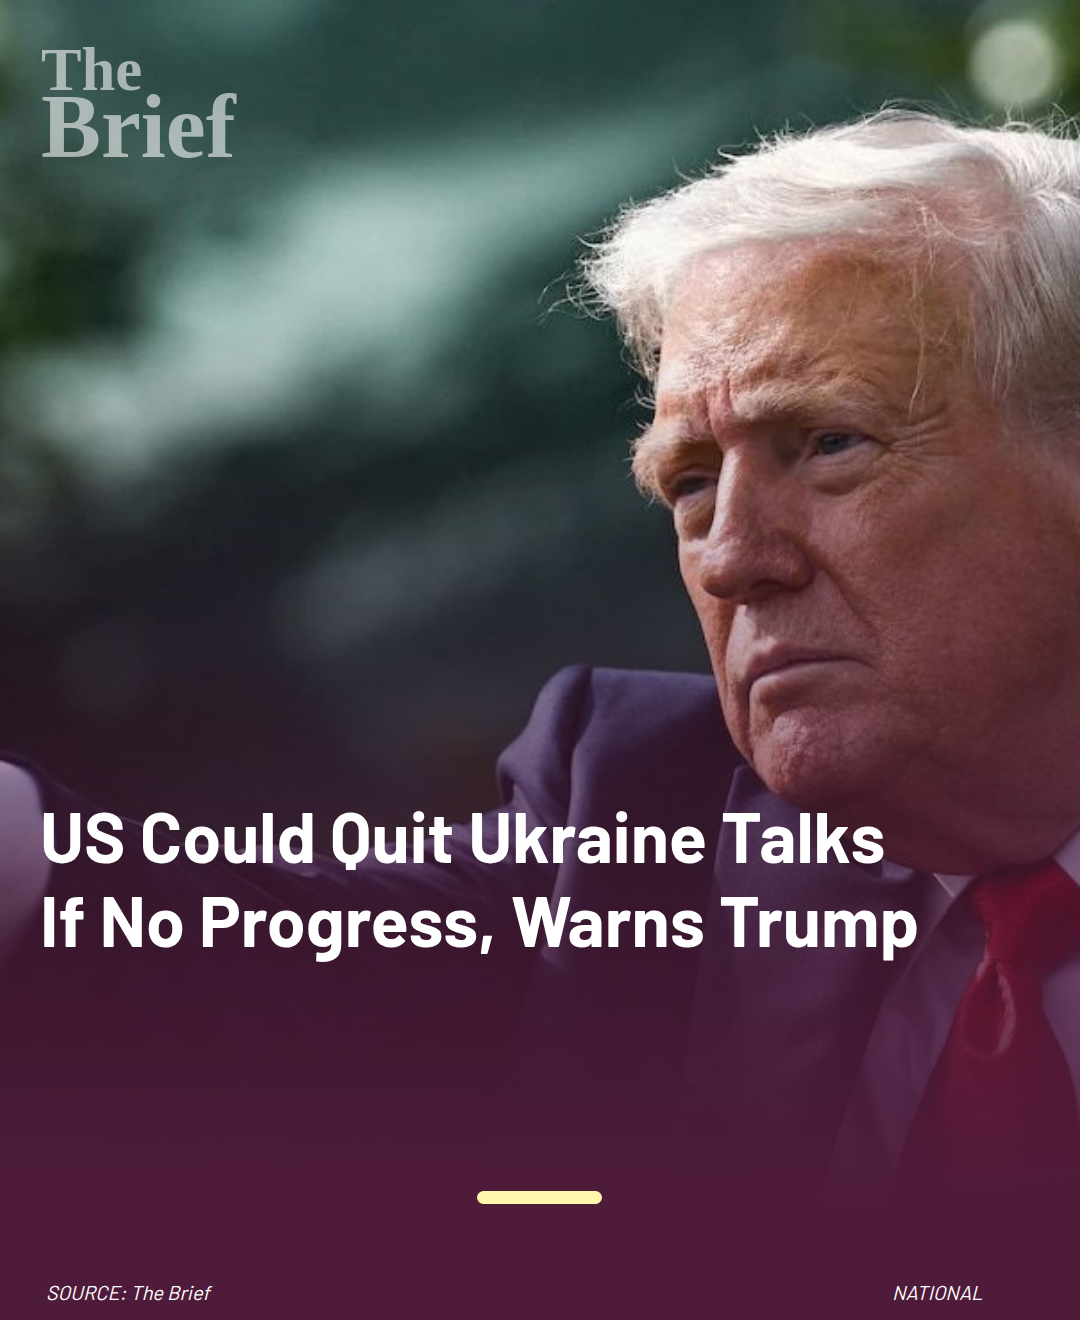 The
Brief
US Could Quit Ukraine Talks
If No Progress, Warns Trump
SOURCE: The Brief
NATIONAL